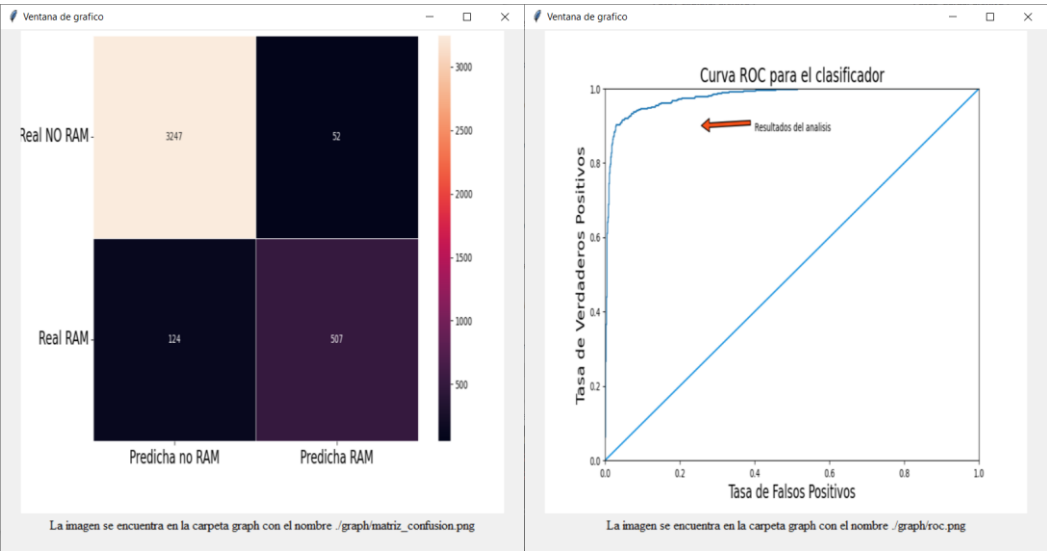 Ventana de grafico
Real NO RAM
3247
52
Real RAM
124
507
3000
2500
2000
1500
1000
500
Predicha no RAM
Predicha RAM
La imagen se encuentra en la carpeta graph con el nombre ./graph/matriz_confusion.png
Ventana de grafico
Curva ROC para el clasificador
Resultados del analisis
Tasa de Verdaderos Positivos
1.0
0.8
0.6
0.4
0.2
0.0
0.0
0.2
0.4
0.6
0.8
1.0
Tasa de Falsos Positivos
La imagen se encuentra en la carpeta graph con el nombre ./graph/roc.png